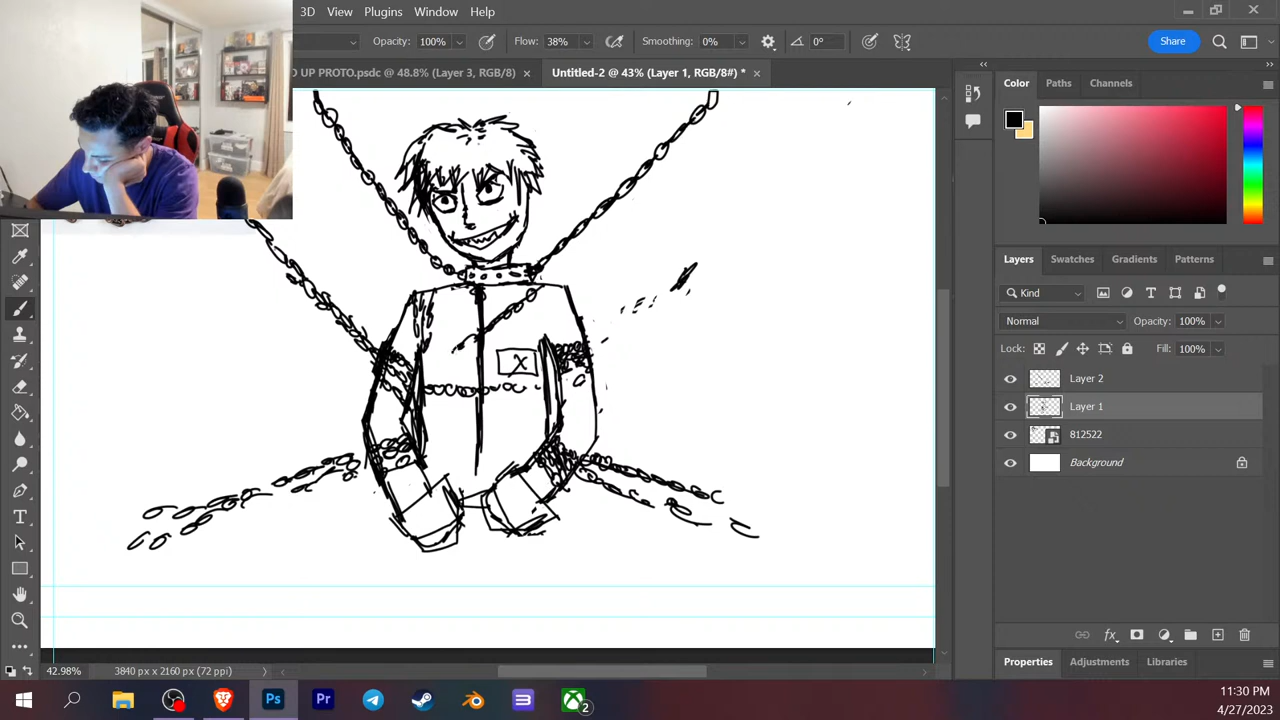 3D View Plugins Window Help
Opacity: 100% Flow: 38% Smoothing: 0% 0° Share
D UP PROTO.psdc @ 48.8% (Layer 3, RGB/8) × Untitled-2 @ 43% (Layer 1, RGB/8#) * ×
Color Paths Channels
X
Layers Swatches Gradients Patterns
Kind
Normal Opacity: 100%
Lock: Fill: 100%
Layer 2
Layer 1
812522
Background
42.98% 3840 px x 2160 px (72 ppi)
Properties Adjustments Libraries
Ps Pr 2
11:30 PM
4/27/2023